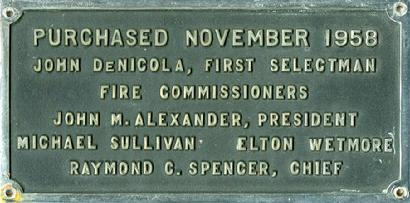 PURCHASED NOVEMBER 1958
JOHN DENICOLA, FIRST SELECTMAN
FIRE COMMISSIONERS
JOHN M. ALEXANDER, PRESIDENT
MICHAEL SULLIVAN ELTON WETMORE
RAYMOND C. SPENCER, CHIEF